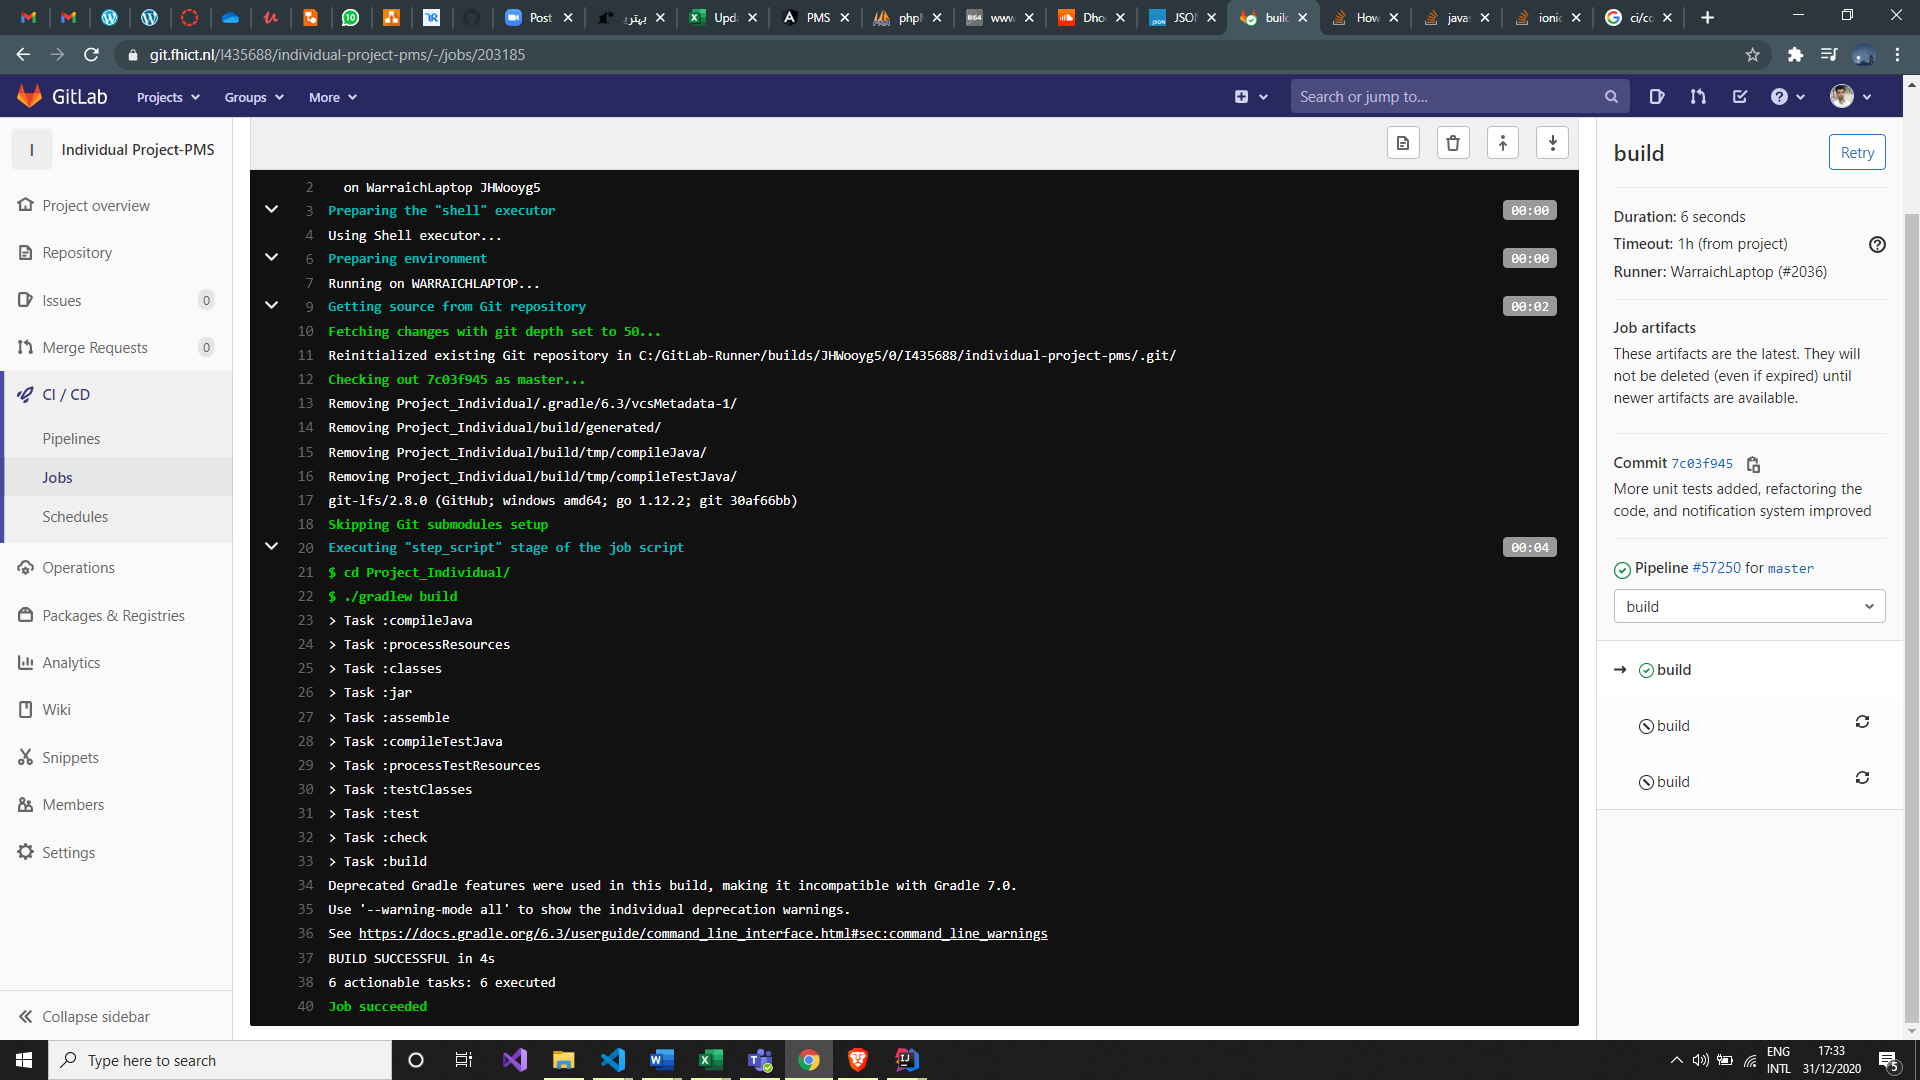 Post
بہتری
Upda
PMS
phpM
www
Dho
JSON
build
How
javas
ionic
ci/cd
git.fhict.nl/I435688/individual-project-pms/-/jobs/203185
GitLab
Projects
Groups
More
Search or jump to...
I
Individual Project-PMS
Project overview
Repository
Issues
0
Merge Requests
0
CI / CD
Pipelines
Jobs
Schedules
Operations
Packages & Registries
Analytics
Wiki
Snippets
Members
Settings
Collapse sidebar
2 on WarraichLaptop JHWooyg5
3 Preparing the "shell" executor 00:00
4 Using Shell executor...
6 Preparing environment 00:00
7 Running on WARRAICHLAPTOP...
9 Getting source from Git repository 00:02
10 Fetching changes with git depth set to 50...
11 Reinitialized existing Git repository in C:/GitLab-Runner/builds/JHWooyg5/0/I435688/individual-project-pms/.git/
12 Checking out 7c03f945 as master...
13 Removing Project_Individual/.gradle/6.3/vcsMetadata-1/
14 Removing Project_Individual/build/generated/
15 Removing Project_Individual/build/tmp/compileJava/
16 Removing Project_Individual/build/tmp/compileTestJava/
17 git-lfs/2.8.0 (GitHub; windows amd64; go 1.12.2; git 30af66bb)
18 Skipping Git submodules setup
20 Executing "step_script" stage of the job script 00:04
21 $ cd Project_Individual/
22 $ ./gradlew build
23 > Task :compileJava
24 > Task :processResources
25 > Task :classes
26 > Task :jar
27 > Task :assemble
28 > Task :compileTestJava
29 > Task :processTestResources
30 > Task :testClasses
31 > Task :test
32 > Task :check
33 > Task :build
34 Deprecated Gradle features were used in this build, making it incompatible with Gradle 7.0.
35 Use '--warning-mode all' to show the individual deprecation warnings.
36 See https://docs.gradle.org/6.3/userguide/command_line_interface.html#sec:command_line_warnings
37 BUILD SUCCESSFUL in 4s
38 6 actionable tasks: 6 executed
40 Job succeeded
build
Retry
Duration: 6 seconds
Timeout: 1h (from project)
Runner: WarraichLaptop (#2036)
Job artifacts
These artifacts are the latest. They will
not be deleted (even if expired) until
newer artifacts are available.
Commit 7c03f945
More unit tests added, refactoring the
code, and notification system improved
Pipeline #57250 for master
build
build
build
build
Type here to search
ENG
INTL
17:33
31/12/2020
5